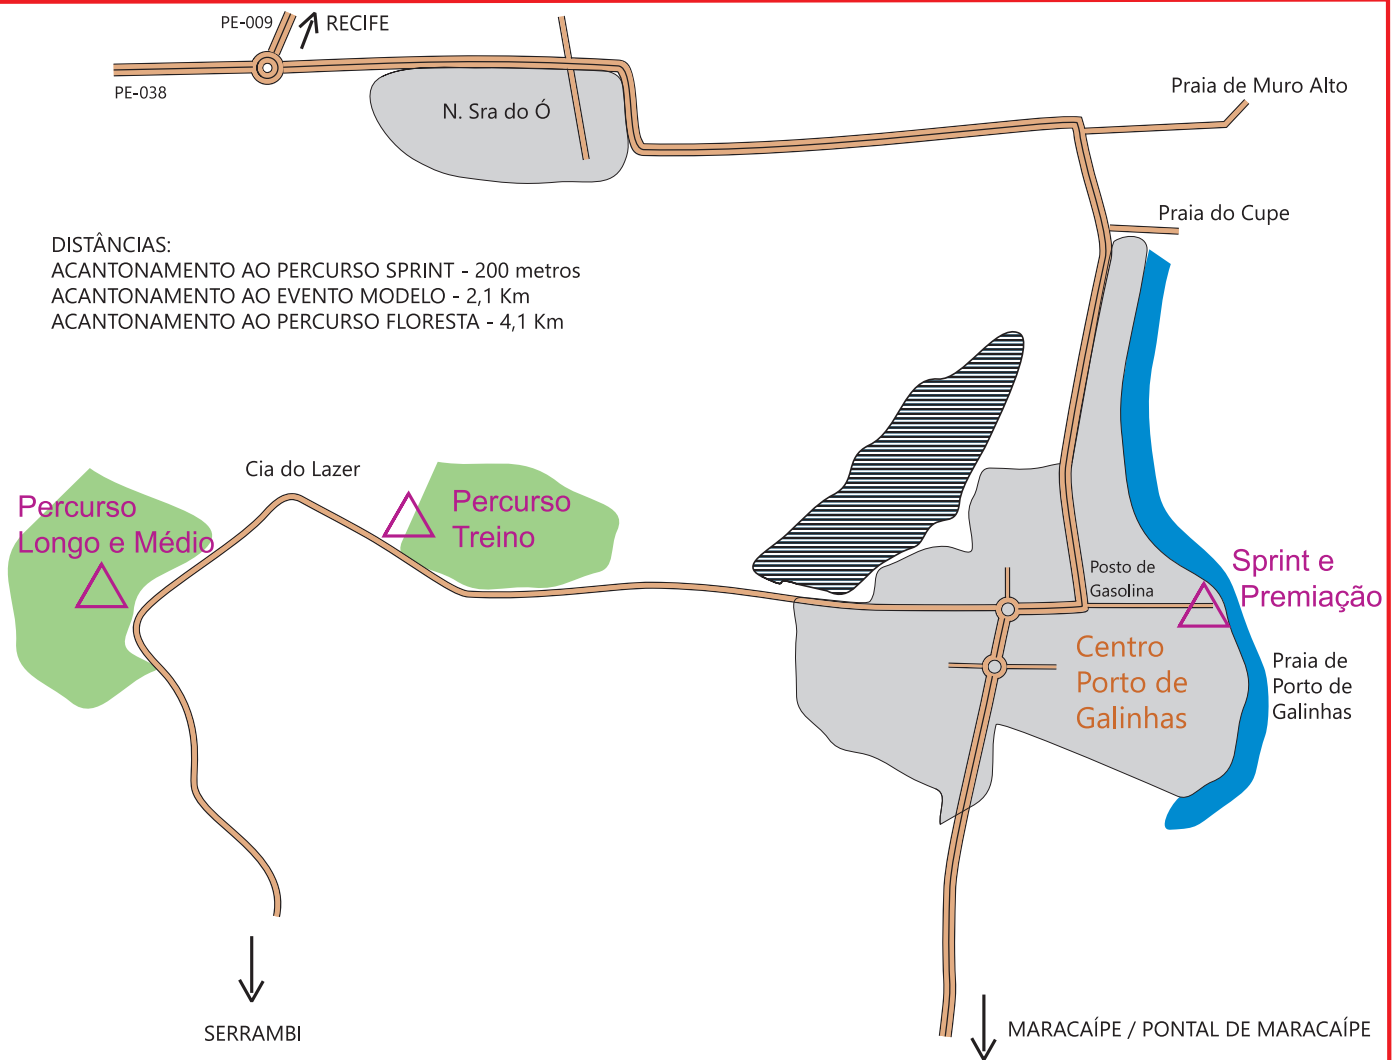 PE-009
RECIFE
PE-038
N. Sra do Ó
Praia de Muro Alto
Praia do Cupe
DISTÂNCIAS:
ACANTONAMENTO AO PERCURSO SPRINT - 200 metros
ACANTONAMENTO AO EVENTO MODELO - 2,1 Km
ACANTONAMENTO AO PERCURSO FLORESTA - 4,1 Km
Cia do Lazer
Percurso
Longo e Médio
Percurso
Treino
Posto de
Gasolina
Sprint e
Premiação
Centro
Porto de
Galinhas
Praia de
Porto de
Galinhas
SERRAMBI
MARACAÍPE / PONTAL DE MARACAÍPE